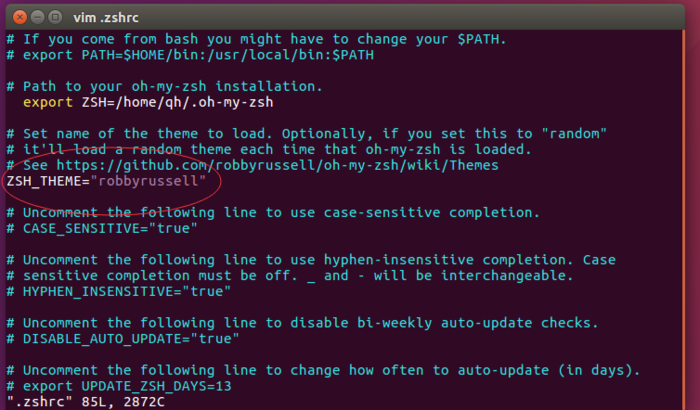 vim .zshrc
# If you come from bash you might have to change your $PATH.
# export PATH=$HOME/bin:/usr/local/bin:$PATH
# Path to your oh-my-zsh installation.
export ZSH=/home/qh/.oh-my-zsh
# Set name of the theme to load. Optionally, if you set this to "random"
# it'll load a random theme each time that oh-my-zsh is loaded.
# See https://github.com/robbyrussell/oh-my-zsh/wiki/Themes
ZSH_THEME="robbyrussell"
# Uncomment the following line to use case-sensitive completion.
# CASE_SENSITIVE="true"
# Uncomment the following line to use hyphen-insensitive completion. Case
# sensitive completion must be off. _ and - will be interchangeable.
# HYPHEN_INSENSITIVE="true"
# Uncomment the following line to disable bi-weekly auto-update checks.
# DISABLE_AUTO_UPDATE="true"
# Uncomment the following line to change how often to auto-update (in days).
# export UPDATE_ZSH_DAYS=13
".zshrc" 85L, 2872C